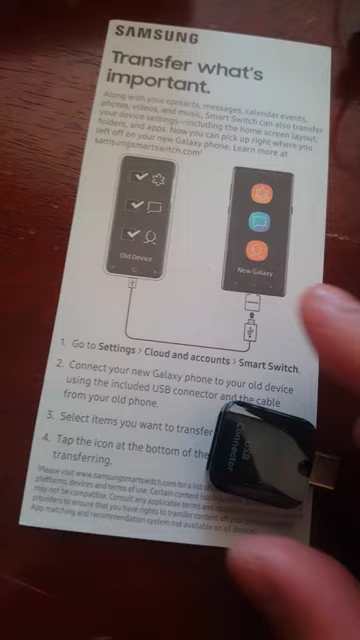 SAMSUNG
Transfer what's
important.
Along with your contacts, messages, calendar events,
photos, videos, and music, Smart Switch can also transfer
your device settings—including the home screen layout,
folders, and apps. Now you can pick up right where you
left off on your new Galaxy phone. Learn more at
samsungsmartswitch.com¹
Old Device
New Galaxy
1. Go to Settings > Cloud and accounts > Smart Switch.
2. Connect your new Galaxy phone to your old device
using the included USB connector and the cable
from your old phone.
3. Select items you want to transfer
4. Tap the icon at the bottom of the
transferring.
USB
Connector
¹Please visit www.samsungsmartswitch.com for a list of
platforms, devices and terms of use. Certain content (such
may not be compatible. Consult any applicable terms
providers to ensure that you have rights to transfer content
App matching and recommendation system not available on all devices.